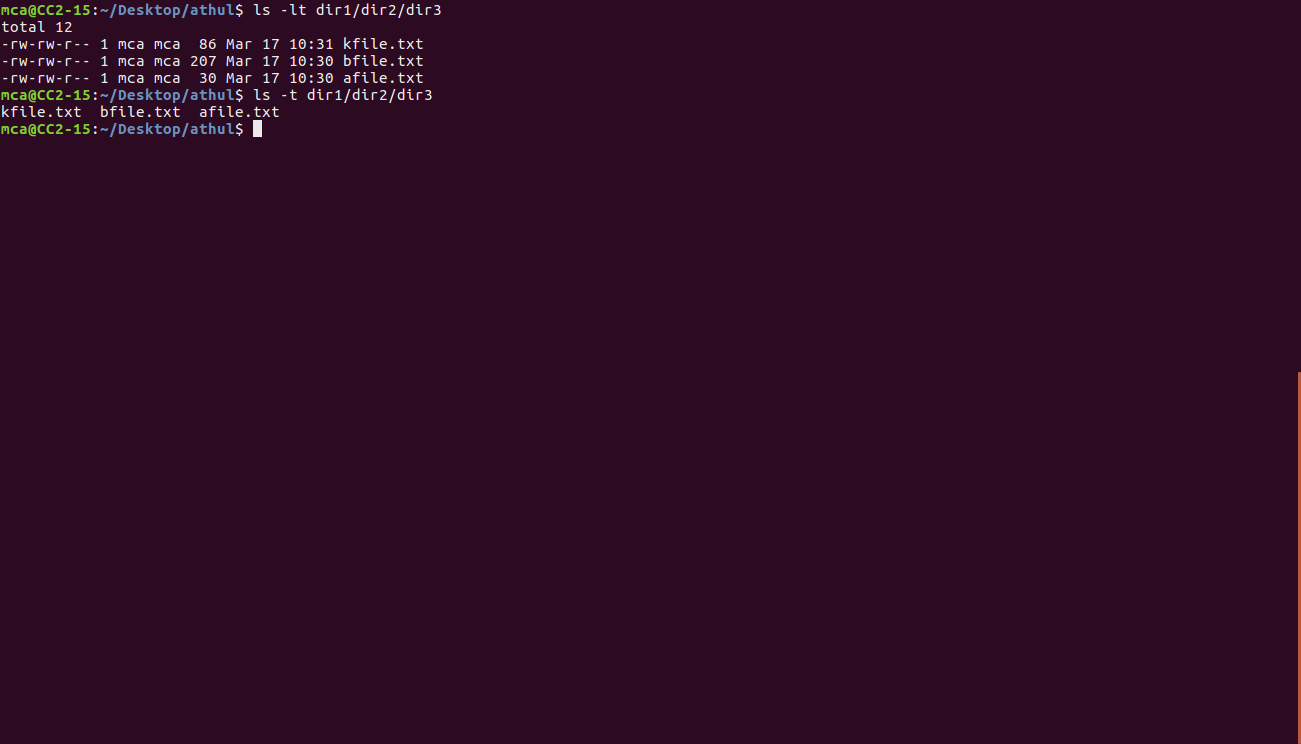 mca@CC2-15:~/Desktop/athul$ ls -lt dir1/dir2/dir3
total 12
-rw-rw-r-- 1 mca mca  86 Mar 17 10:31 kfile.txt
-rw-rw-r-- 1 mca mca 207 Mar 17 10:30 bfile.txt
-rw-rw-r-- 1 mca mca  30 Mar 17 10:30 afile.txt
mca@CC2-15:~/Desktop/athul$ ls -t dir1/dir2/dir3
kfile.txt  bfile.txt  afile.txt
mca@CC2-15:~/Desktop/athul$